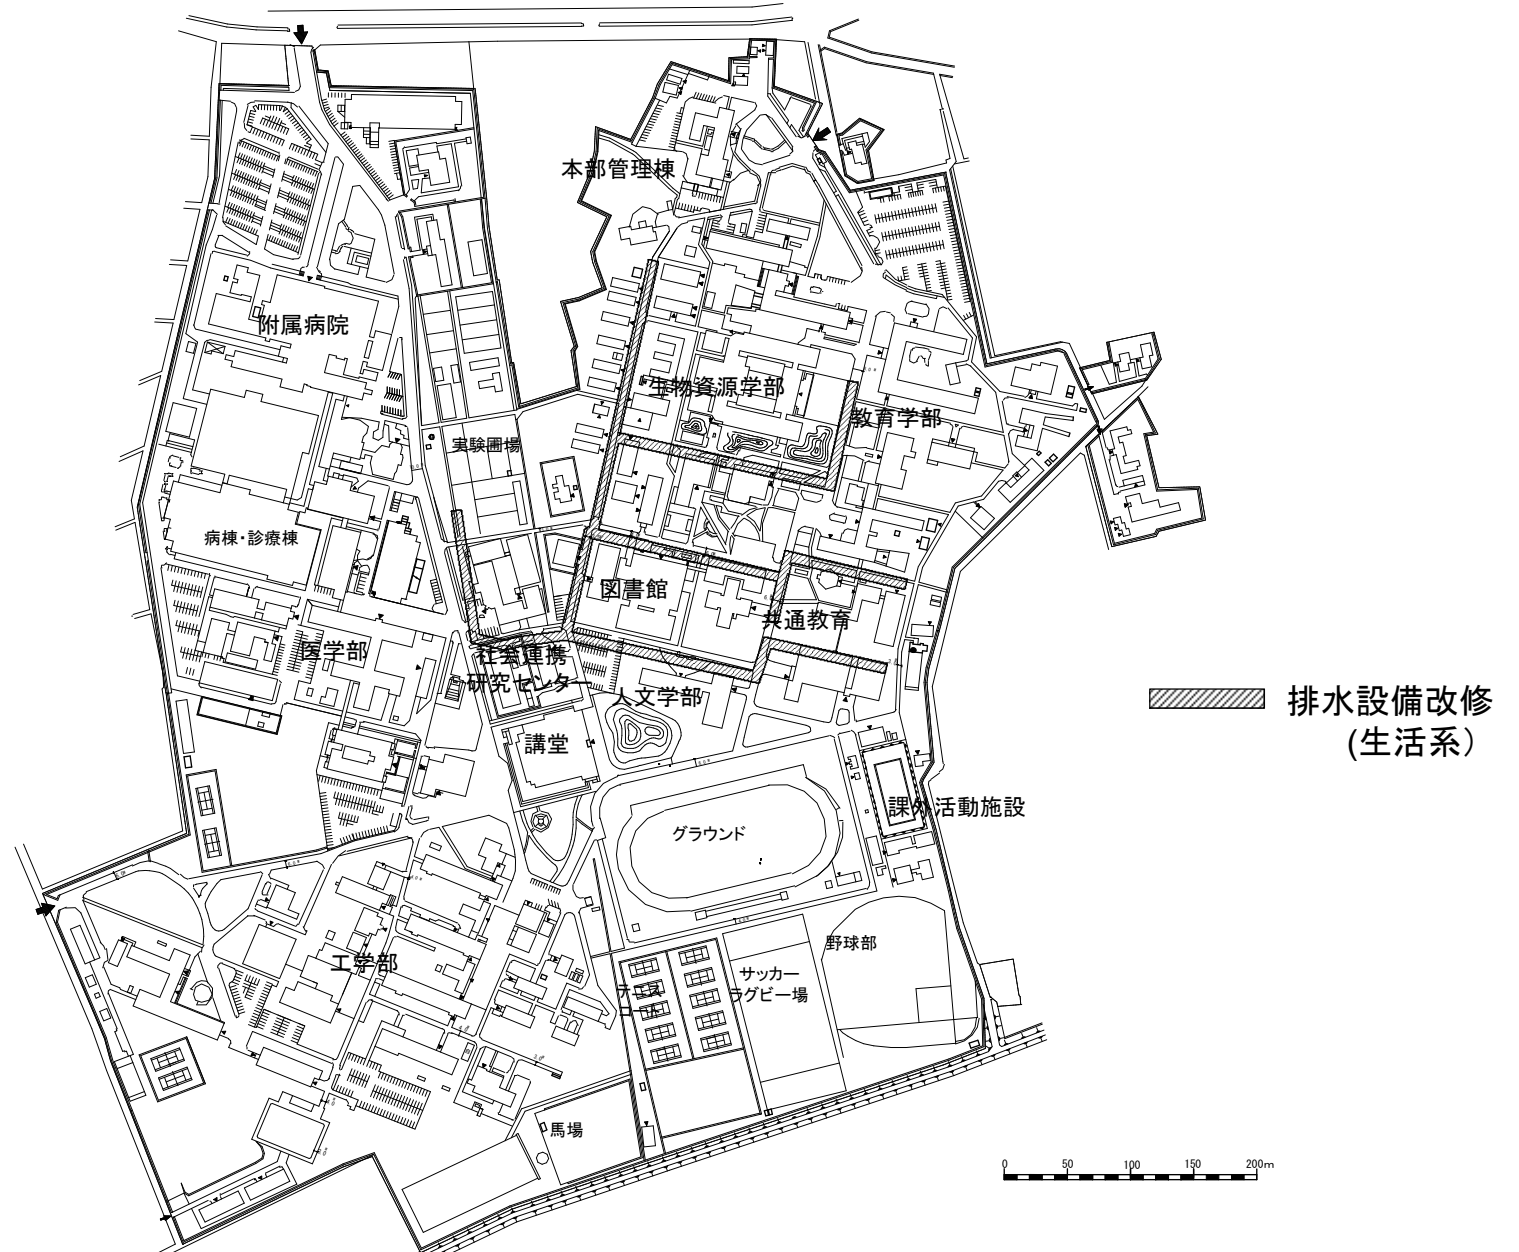 本部管理棟
附属病院
生物資源学部
教育学部
実験圃場
病棟・診療棟
図書館
共通教育
医学部
社会連携
研究センター
人文学部
排水設備改修
(生活系）
講堂
課外活動施設
グラウンド
野球部
工学部
サッカー
ラグビー場
テニス
コート
馬場
0 50 100 150 200m